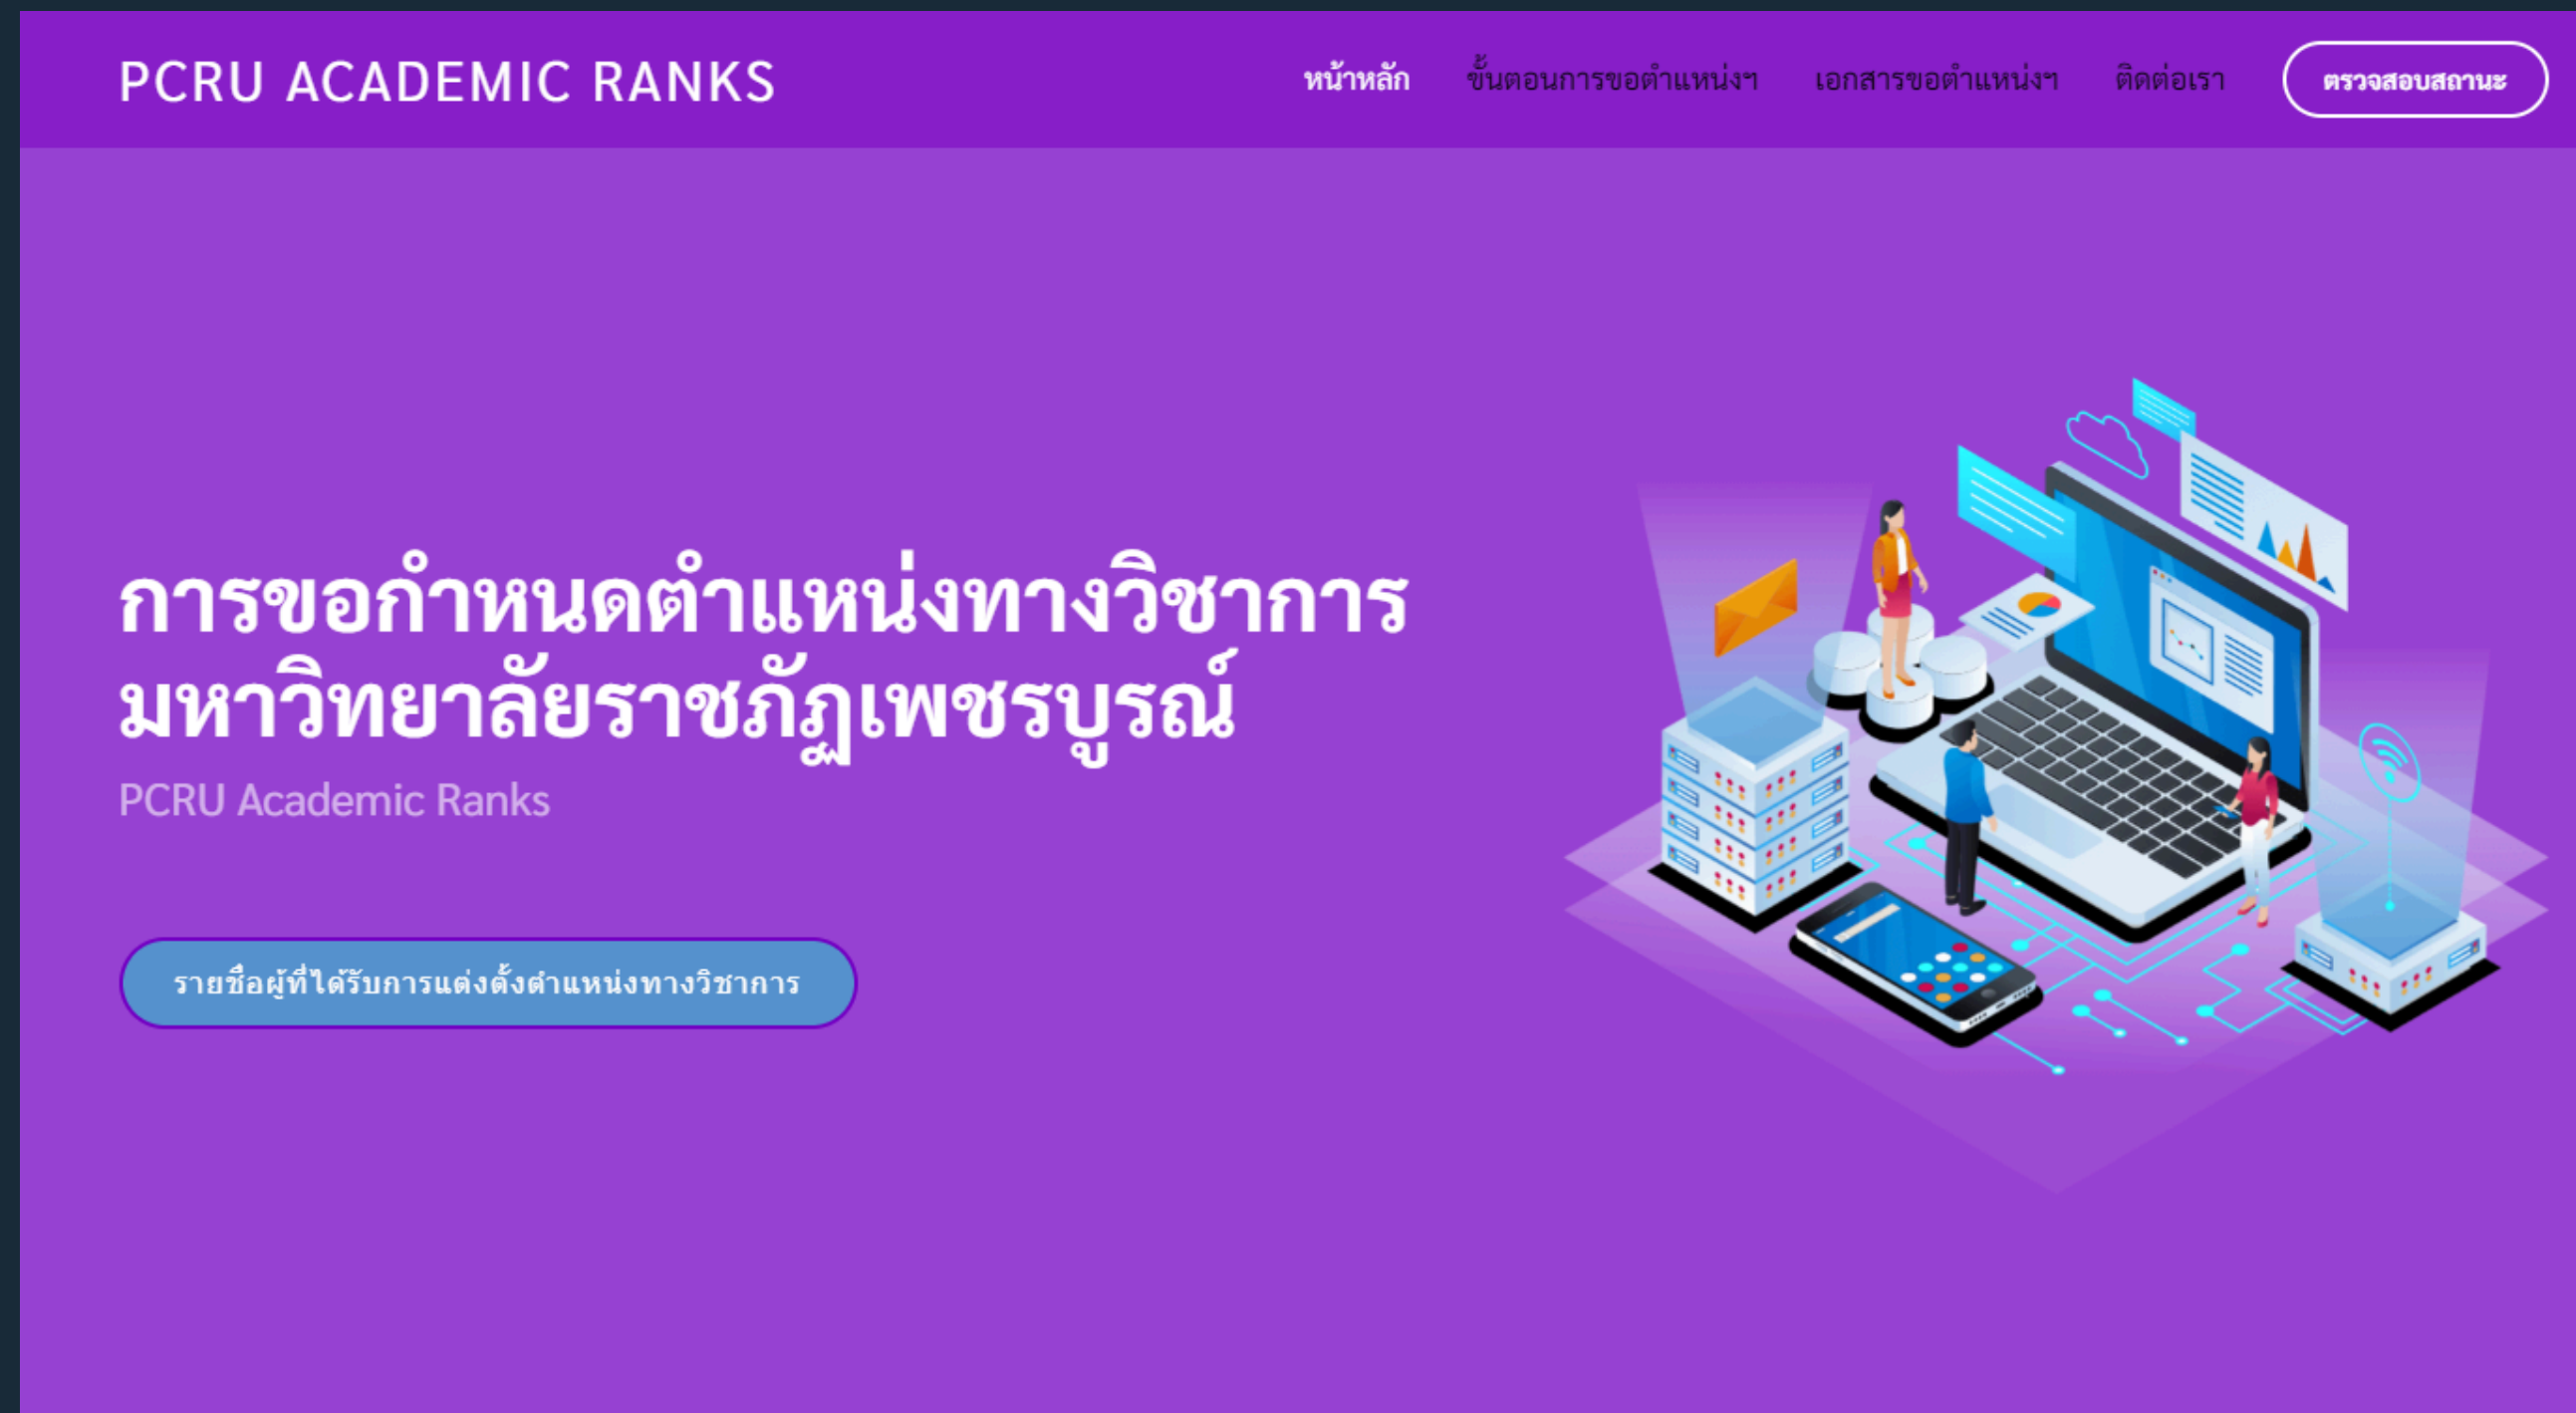 PCRU ACADEMIC RANKS
หน้าหลัก
ขั้นตอนการขอตำแหน่งฯ
เอกสารขอตำแหน่งฯ
ติดต่อเรา
ตรวจสอบสถานะ
การขอกำหนดตำแหน่งทางวิชาการ
มหาวิทยาลัยราชภัฏเพชรบูรณ์
PCRU Academic Ranks
รายชื่อผู้ที่ได้รับการแต่งตั้งตำแหน่งทางวิชาการ